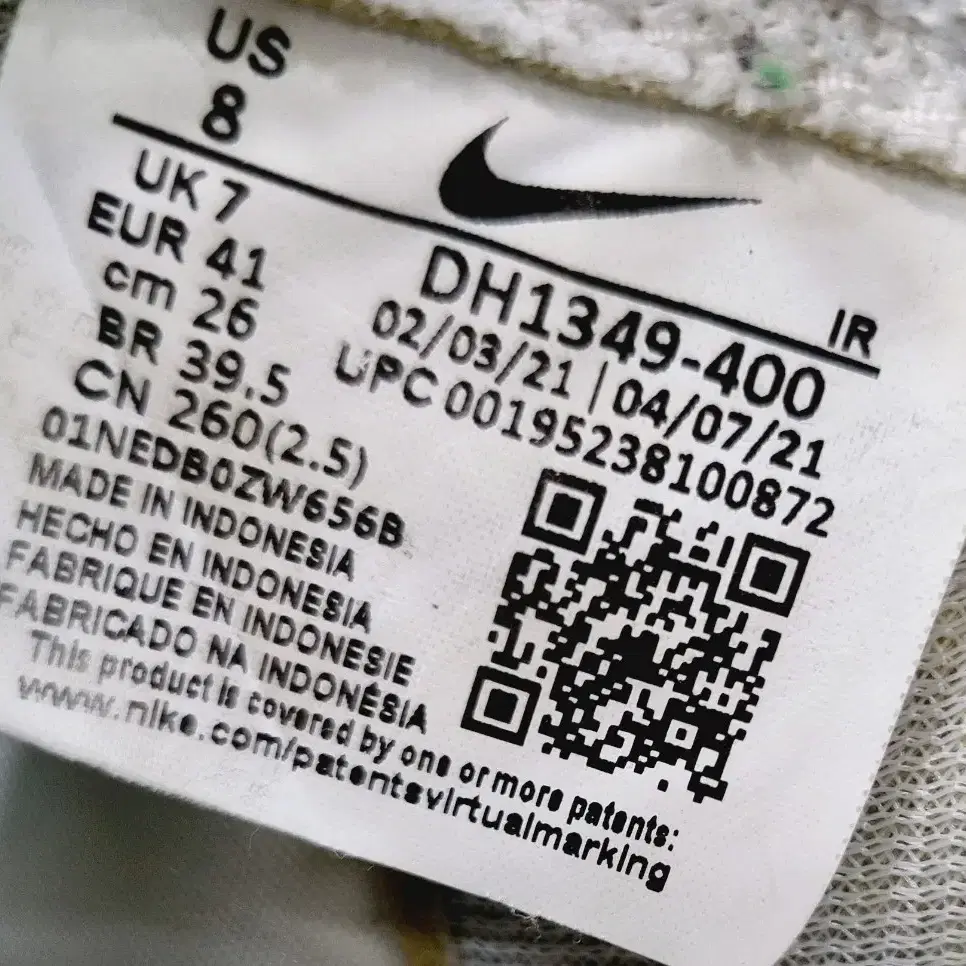 US
8
UK 7
EUR 41
cm 26
BR 39.5
CN 260(2.5)
IR
DH1349-400
02/03/21 | 04/07/21
UPC 00195238100872
01NEDB0ZW656B
MADE IN INDONESIA
HECHO EN INDONESIA
FABRIQUE EN INDONESIE
FABRICADO NA INDONÉSIA
This product is covered by one or more patents:
www.nike.com/patentsvirtualmarking